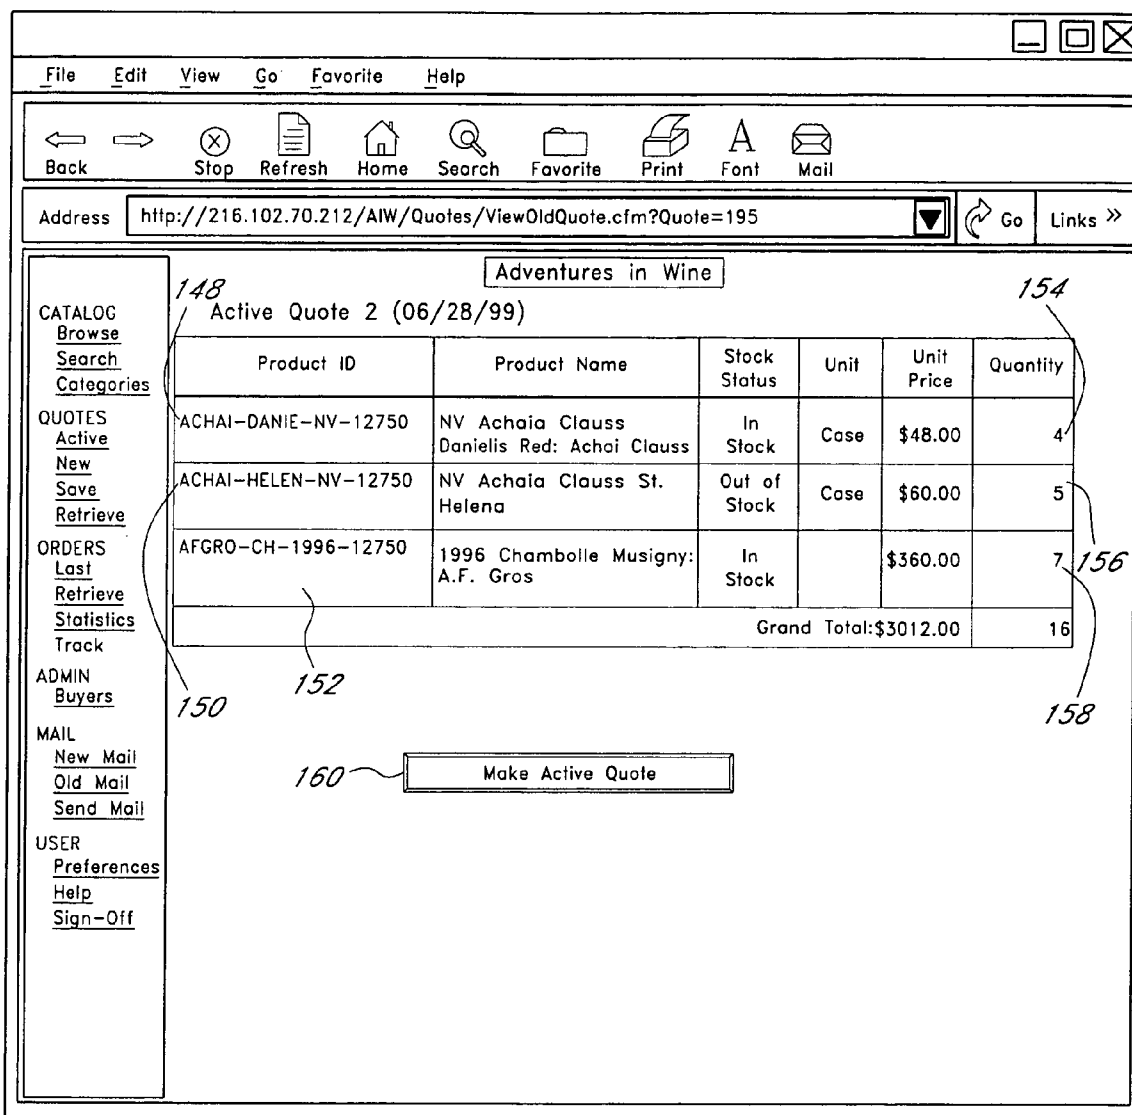 File Edit View Go Favorite Help
Back Stop Refresh Home Search Favorite Print A Font Mail
Address http://216.102.70.212/AIW/Quotes/ViewOldQuote.cfm?Quote=195 Go Links »
Adventures in Wine
148 154
Active Quote 2 (06/28/99)
CATALOG
Browse
Search
Categories
QUOTES
Active
New
Save
Retrieve
ORDERS
Last
Retrieve
Statistics
Track
ADMIN
Buyers
MAIL
New Mail
Old Mail
Send Mail
USER
Preferences
Help
Sign-Off
Product ID Product Name Stock Status Unit Unit Price Quantity
ACHAI-DANIE-NV-12750 NV Achaia Clauss Danielis Red: Achai Clauss In Stock Case $48.00 4
ACHAI-HELEN-NV-12750 NV Achaia Clauss St. Helena Out of Stock Case $60.00 5
156
AFGRO-CH-1996-12750 1996 Chambolle Musigny: A.F. Gros In Stock $360.00 7
Grand Total:$3012.00 16
152
150
158
160 Make Active Quote